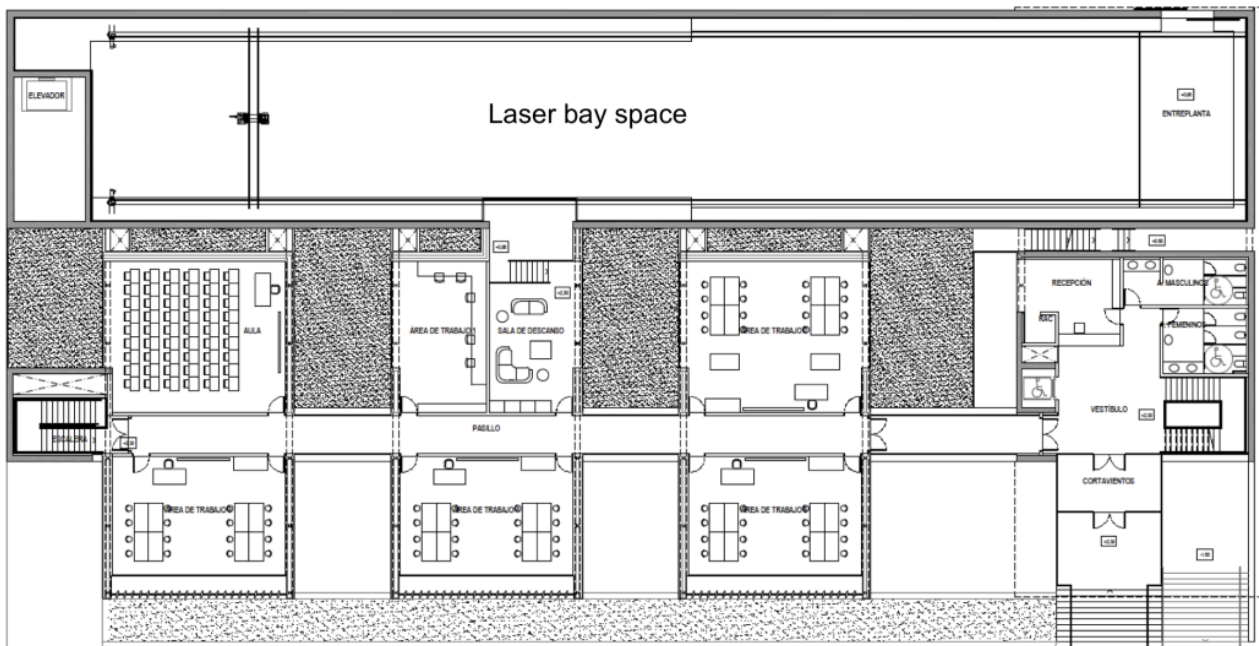 ELEVADOR
Laser bay space
ENTREPLANTA
AULA
ÁREA DE TRABAJO 1
SALA DE DESCANSO
ÁREA DE TRABAJO
RECEPCIÓN
A. MASCULINOS
RAC
A. FEMENINOS
VESTÍBULO
PASILLO
ESCALERA
CORTAVIENTOS
ÁREA DE TRABAJO
ÁREA DE TRABAJO
ÁREA DE TRABAJO